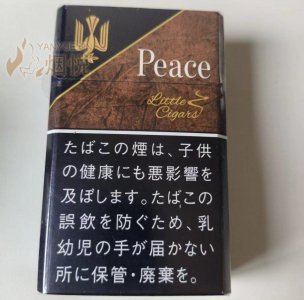 Peace
Little
Cigars
たばこの煙は、子供
の健康にも悪影響を
及ぼします。たばこの
誤飲を防ぐため、乳
幼児の手が届かない
所に保管・廃棄を。